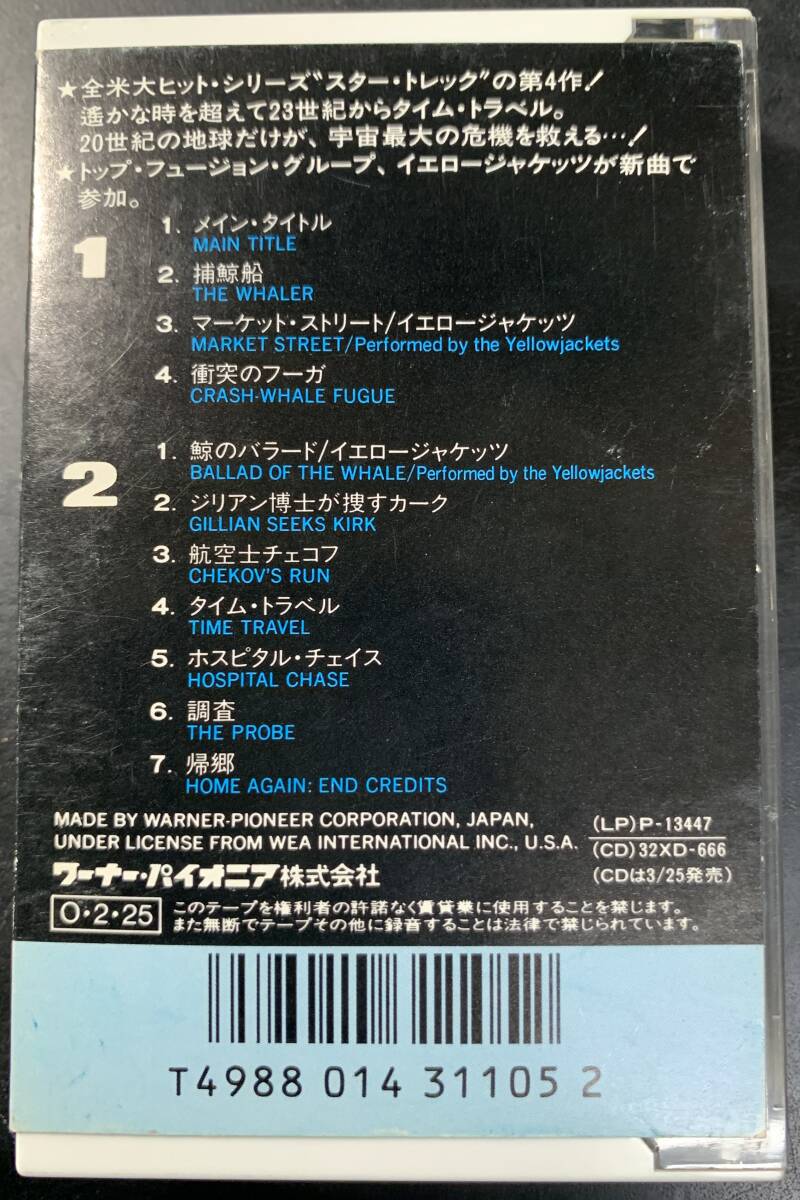 ★全米大ヒット・シリーズ“スター・トレック”の第4作！
遙かな時を超えて23世紀からタイム・トラベル。
20世紀の地球だけが、宇宙最大の危機を救える…！
★トップ・フュージョン・グループ、イエロージャケッツが新曲で
参加。
1
1. メイン・タイトル
MAIN TITLE
2. 捕鯨船
THE WHALER
3. マーケット・ストリート/イエロージャケッツ
MARKET STREET/Performed by the Yellowjackets
4. 衝突のフーガ
CRASH-WHALE FUGUE
2
1. 鯨のバラード/イエロージャケッツ
BALLAD OF THE WHALE/Performed by the Yellowjackets
2. ジリアン博士が捜すカーク
GILLIAN SEEKS KIRK
3. 航空士チェコフ
CHEKOV'S RUN
4. タイム・トラベル
TIME TRAVEL
5. ホスピタル・チェイス
HOSPITAL CHASE
6. 調査
THE PROBE
7. 帰郷
HOME AGAIN: END CREDITS
MADE BY WARNER-PIONEER CORPORATION, JAPAN,
UNDER LICENSE FROM WEA INTERNATIONAL INC., U.S.A.
ワーナー・パイオニア株式会社
(LP)P-13447
(CD)32XD-666
(CDは3/25発売)
O・2・25
このテープを権利者の許諾なく賃貸業に使用することを禁じます。
また無断でテープその他に録音することは法律で禁じられています。
T4988 014 31105 2